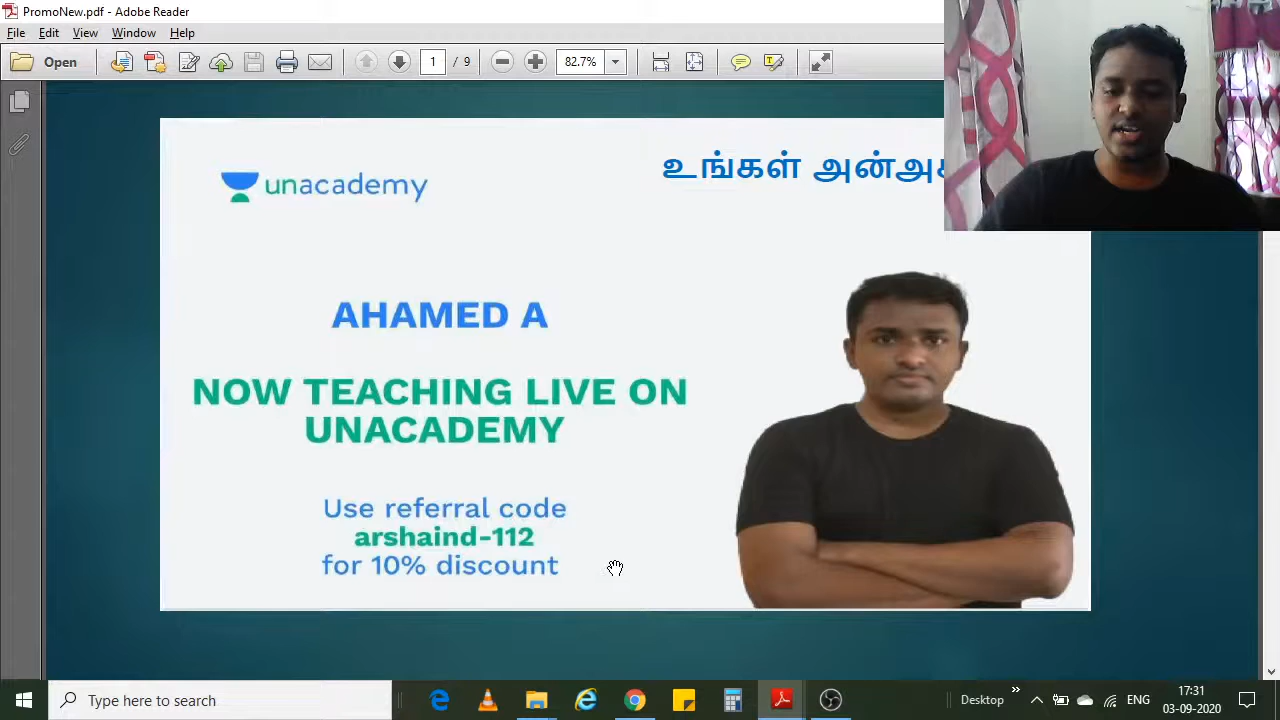 PromoNew.pdf - Adobe Reader
File Edit View Window Help
Open 1 / 9 82.7%
unacademy
உங்கள் அன்அக
AHAMED A
NOW TEACHING LIVE ON
UNACADEMY
Use referral code
arshaind-112
for 10% discount
Type here to search
Desktop » ENG
17:31
03-09-2020